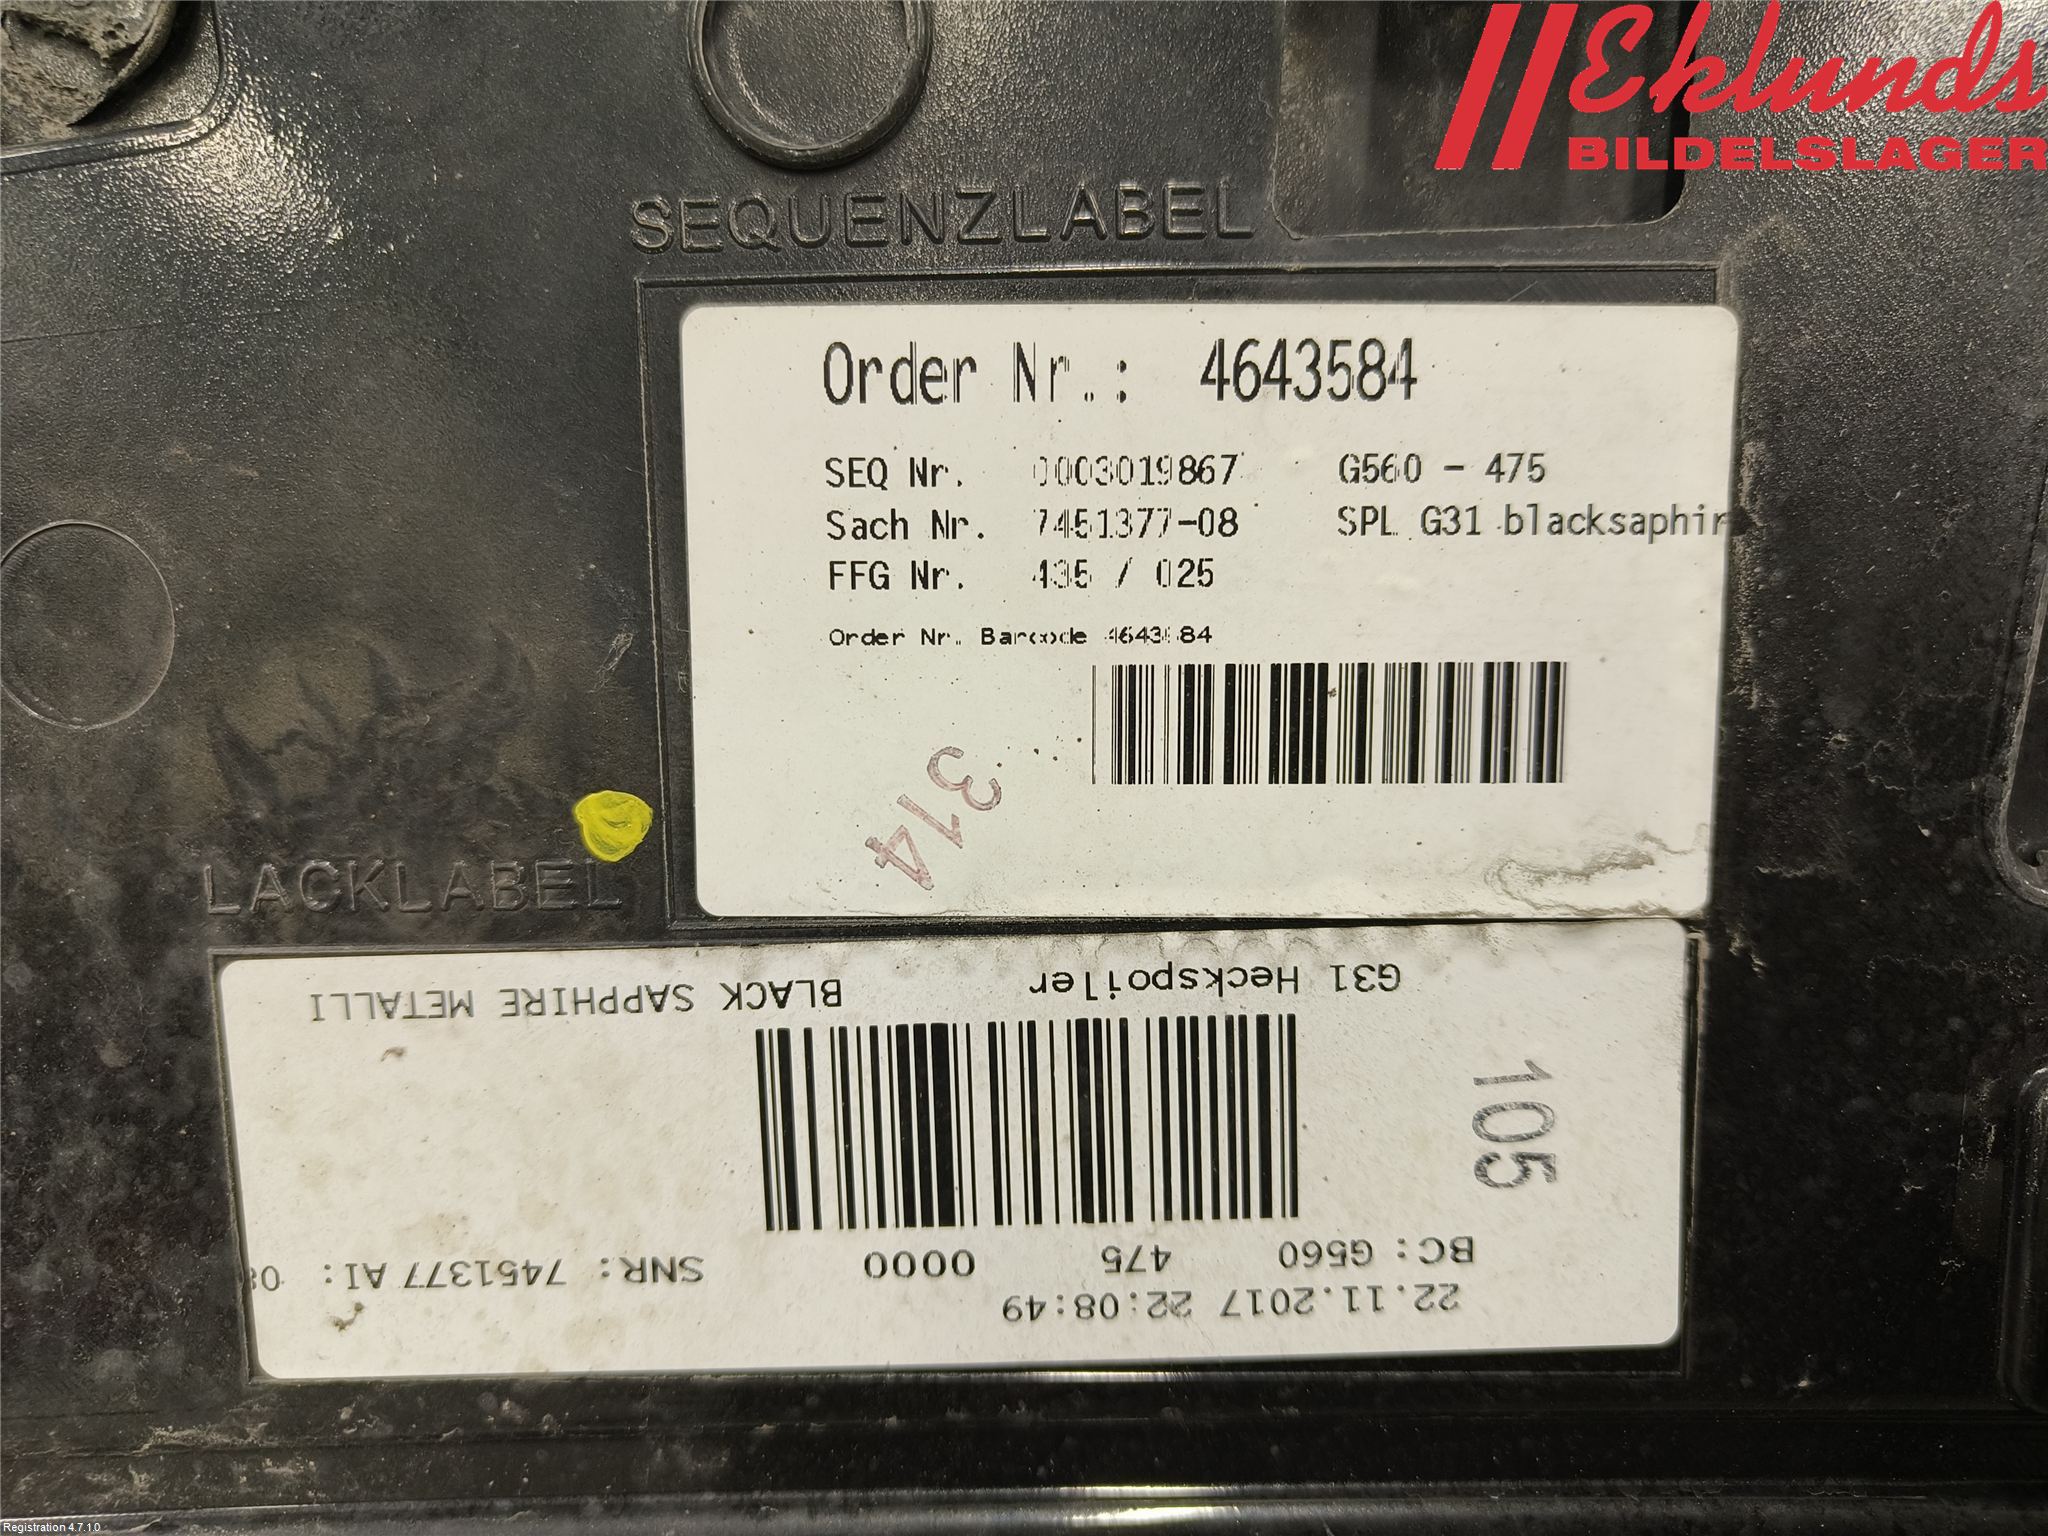 Eklunds
BILDELSLAGER
SEQUENZLABEL
Order Nr.: 4643584
SEQ Nr. 0003019867 G560 - 475
Sach Nr. 7451377-08 SPL G31 blacksaphir
FFG Nr. 435 / 025
Order Nr. Barcode 4643584
314
LACKLABEL
G31 Heckspoiler BLACK SAPPHIRE METALLI
105
BC: G560 475 0000 SNR: 7451377 AI: 08
22.11.2017 22:08:49
Registration 4.7.1.0